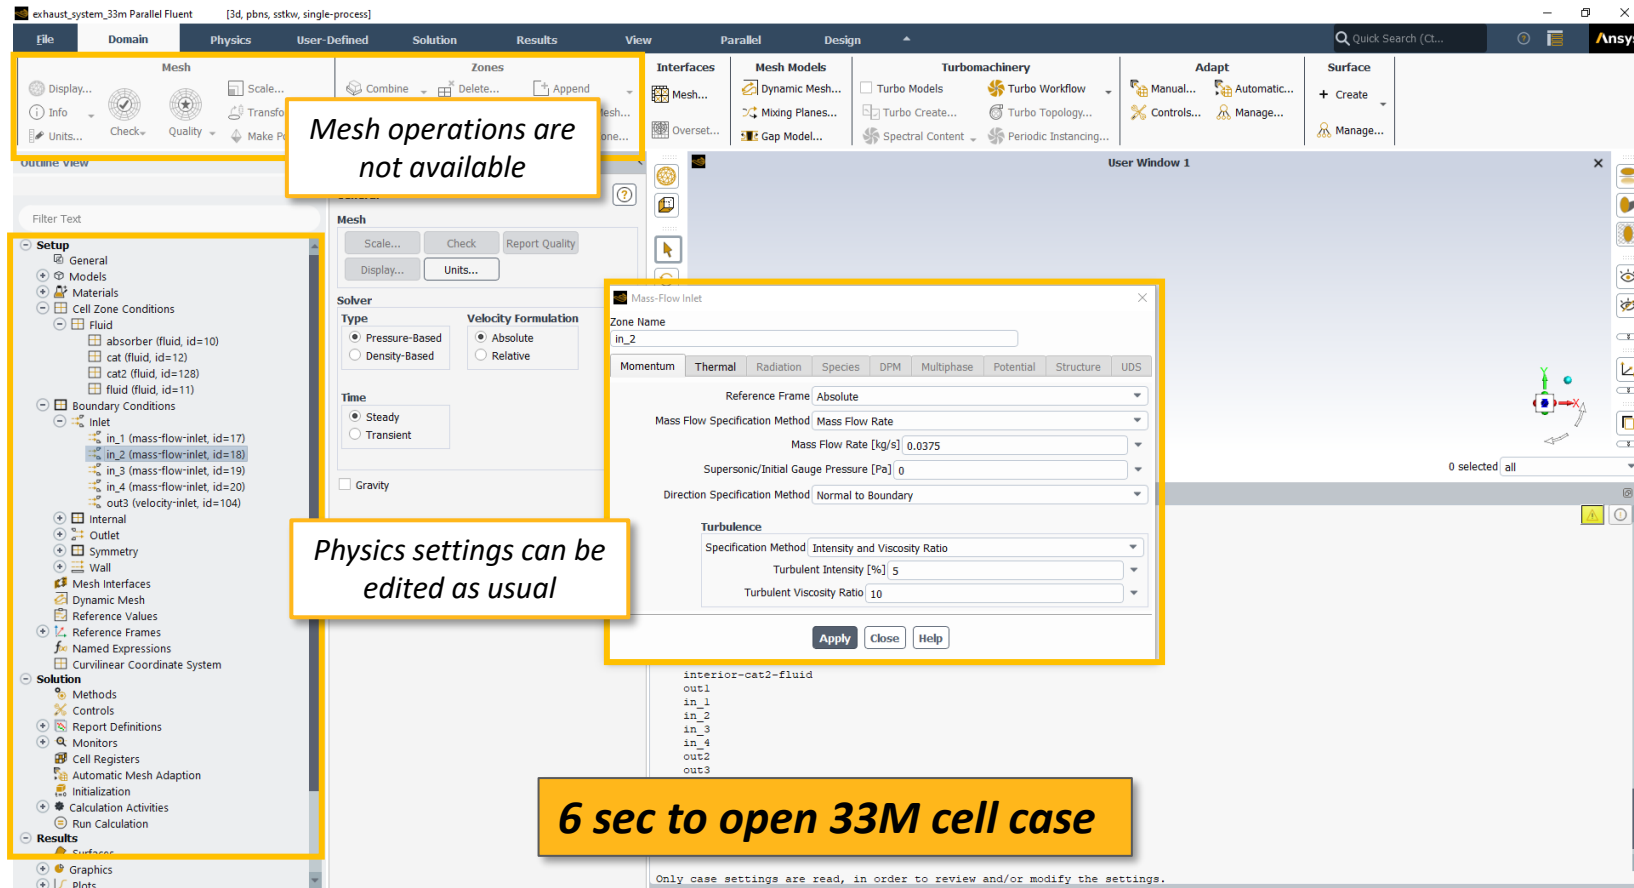 exhaust_system_33m Parallel Fluent [3d, pbns, sstkw, single-process]
File Domain Physics User-Defined Solution Results View Parallel Design Quick Search (Ct... Ansys
Mesh Zones Interfaces Mesh Models Turbomachinery Adapt Surface
Display... Scale... Combine Delete... Append Mesh... Dynamic Mesh... Turbo Models Turbo Workflow Manual... Automatic... + Create
Info Check Quality Mixing Planes... Turbo Create... Turbo Topology... Controls... Manage...
Units... Overset... Gap Model... Spectral Content Periodic Instancing... Manage...
Mesh operations are
not available
Outline View
User Window 1
Filter Text
Setup
General
Models
Materials
Cell Zone Conditions
Fluid
absorber (fluid, id=10)
cat (fluid, id=12)
cat2 (fluid, id=128)
fluid (fluid, id=11)
Boundary Conditions
Inlet
in_1 (mass-flow-inlet, id=17)
in_2 (mass-flow-inlet, id=18)
in_3 (mass-flow-inlet, id=19)
in_4 (mass-flow-inlet, id=20)
out3 (velocity-inlet, id=104)
Internal
Outlet
Symmetry
Wall
Mesh Interfaces
Dynamic Mesh
Reference Values
Reference Frames
Named Expressions
Curvilinear Coordinate System
Solution
Methods
Controls
Report Definitions
Monitors
Cell Registers
Automatic Mesh Adaption
Initialization
Calculation Activities
Run Calculation
Results
Surfaces
Graphics
Plots
Mesh
Scale... Check Report Quality
Display... Units...
Solver
Type Velocity Formulation
Pressure-Based Absolute
Density-Based Relative
Time
Steady
Transient
Gravity
Physics settings can be
edited as usual
Mass-Flow Inlet
Zone Name
in_2
Momentum Thermal Radiation Species DPM Multiphase Potential Structure UDS
Reference Frame Absolute
Mass Flow Specification Method Mass Flow Rate
Mass Flow Rate [kg/s] 0.0375
Supersonic/Initial Gauge Pressure [Pa] 0
Direction Specification Method Normal to Boundary
Turbulence
Specification Method Intensity and Viscosity Ratio
Turbulent Intensity [%] 5
Turbulent Viscosity Ratio 10
Apply Close Help
Y
X
0 selected all
interior-cat2-fluid
out1
in_1
in_2
in_3
in_4
out2
out3
6 sec to open 33M cell case
Only case settings are read, in order to review and/or modify the settings.